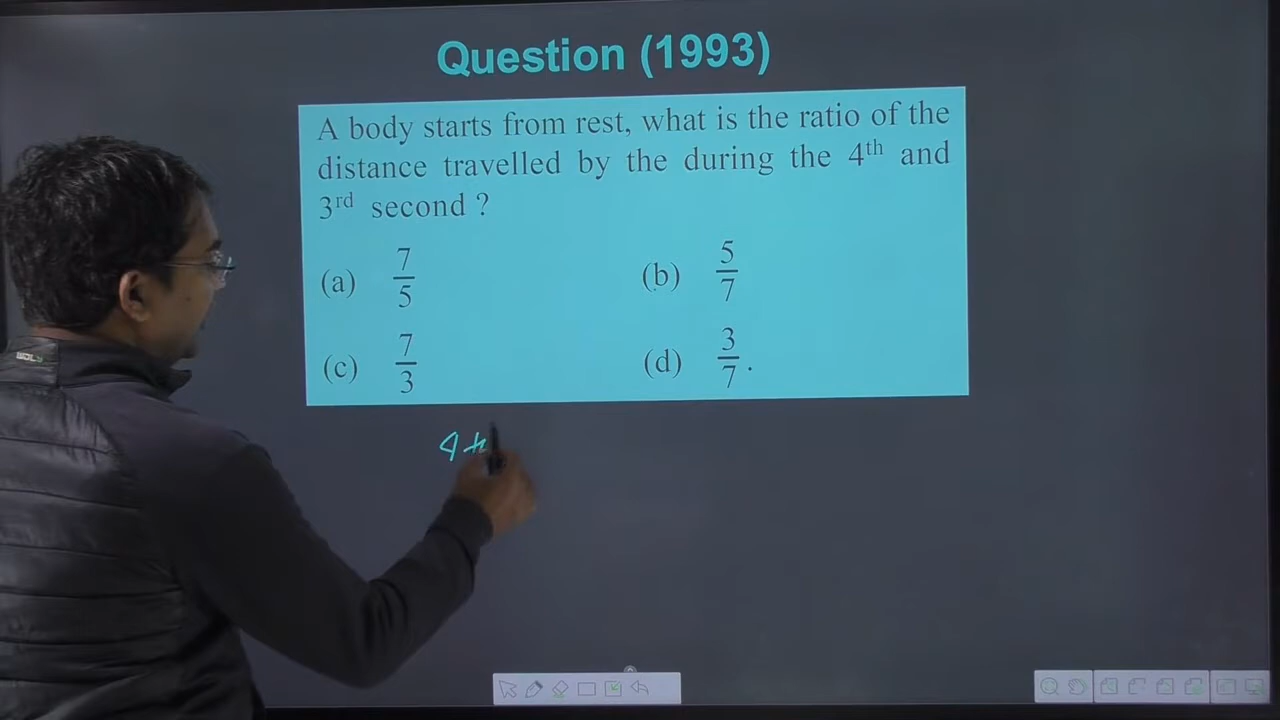 Question (1993)
A body starts from rest, what is the ratio of the
distance travelled by the during the 4th and
3rd second ?
(a) 7/5
(b) 5/7
(c) 7/3
(d) 3/7.
4th